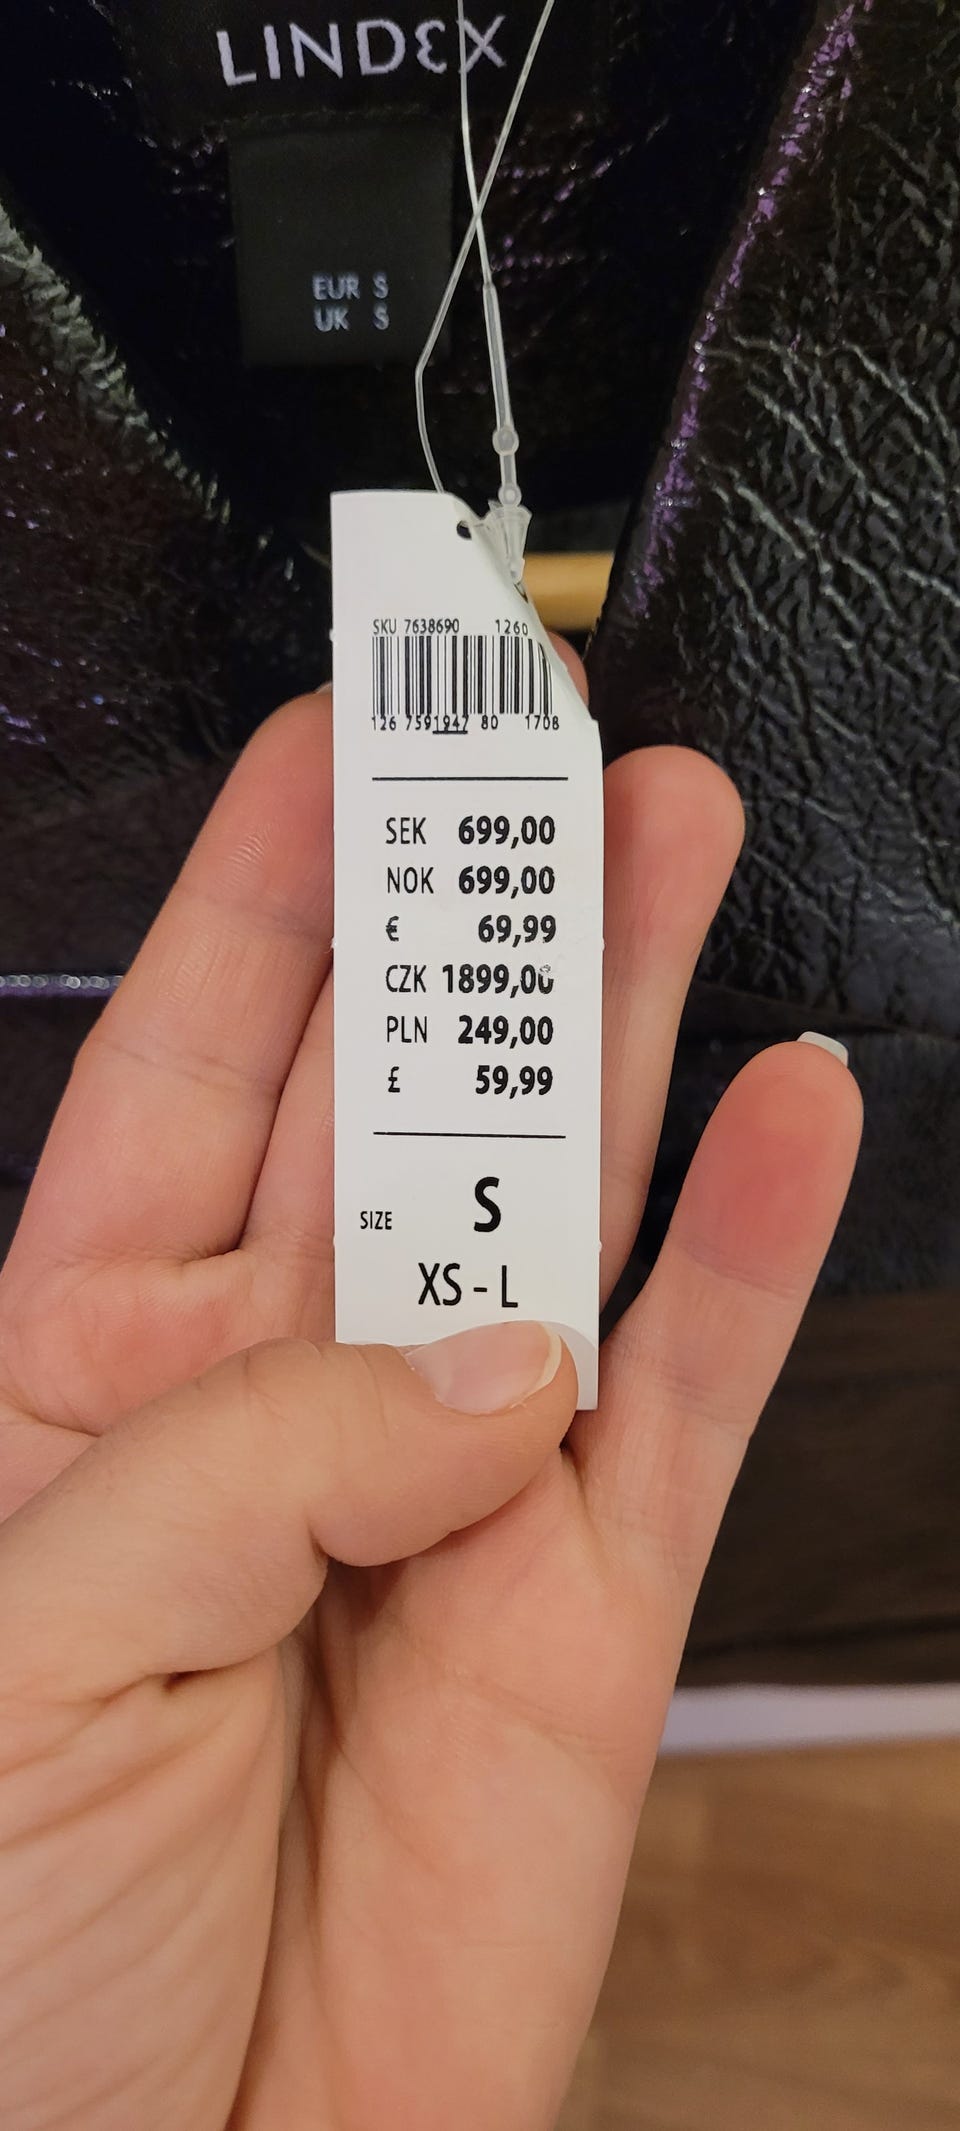 LINDEX
EUR S
UK S
SKU 7638690 1260
126 7591947 80 1708
SEK 699,00
NOK 699,00
€ 69,99
CZK 1899,00
PLN 249,00
£ 59,99
SIZE S
XS - L